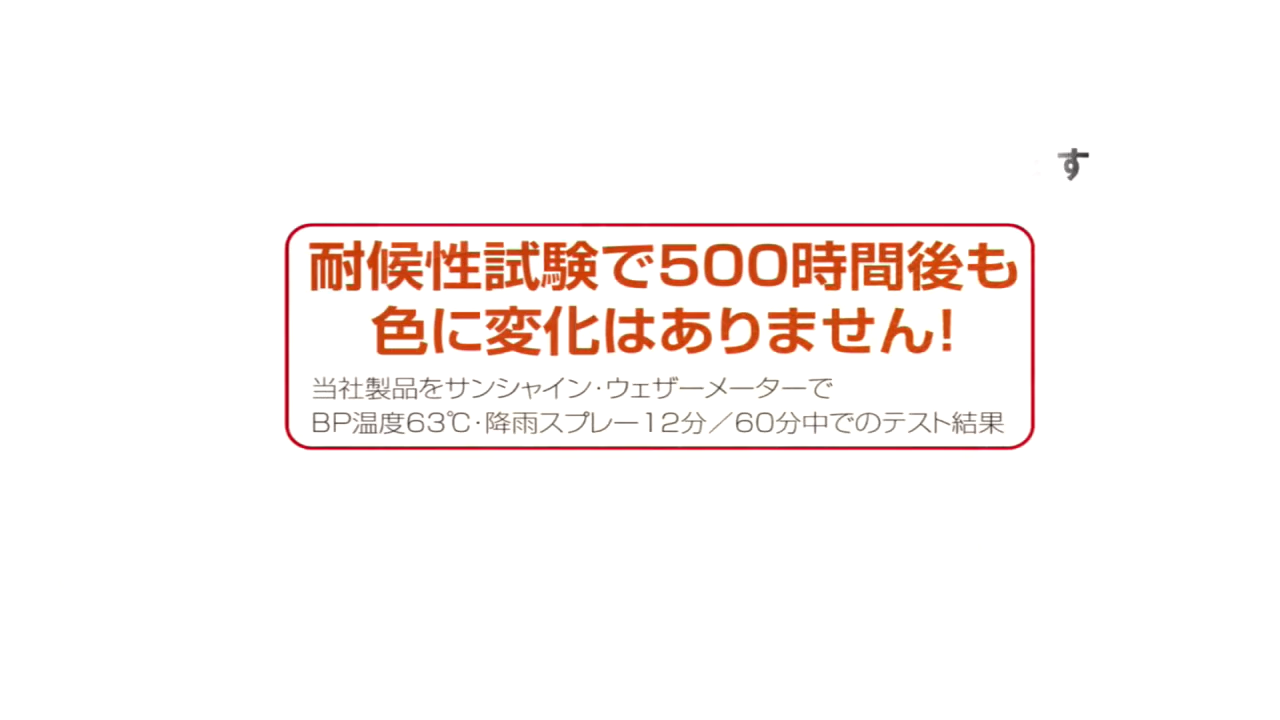 す
耐候性試験で500時間後も
色に変化はありません!
当社製品をサンシャイン・ウェザーメーターで
BP温度63℃・降雨スプレー12分／60分中でのテスト結果